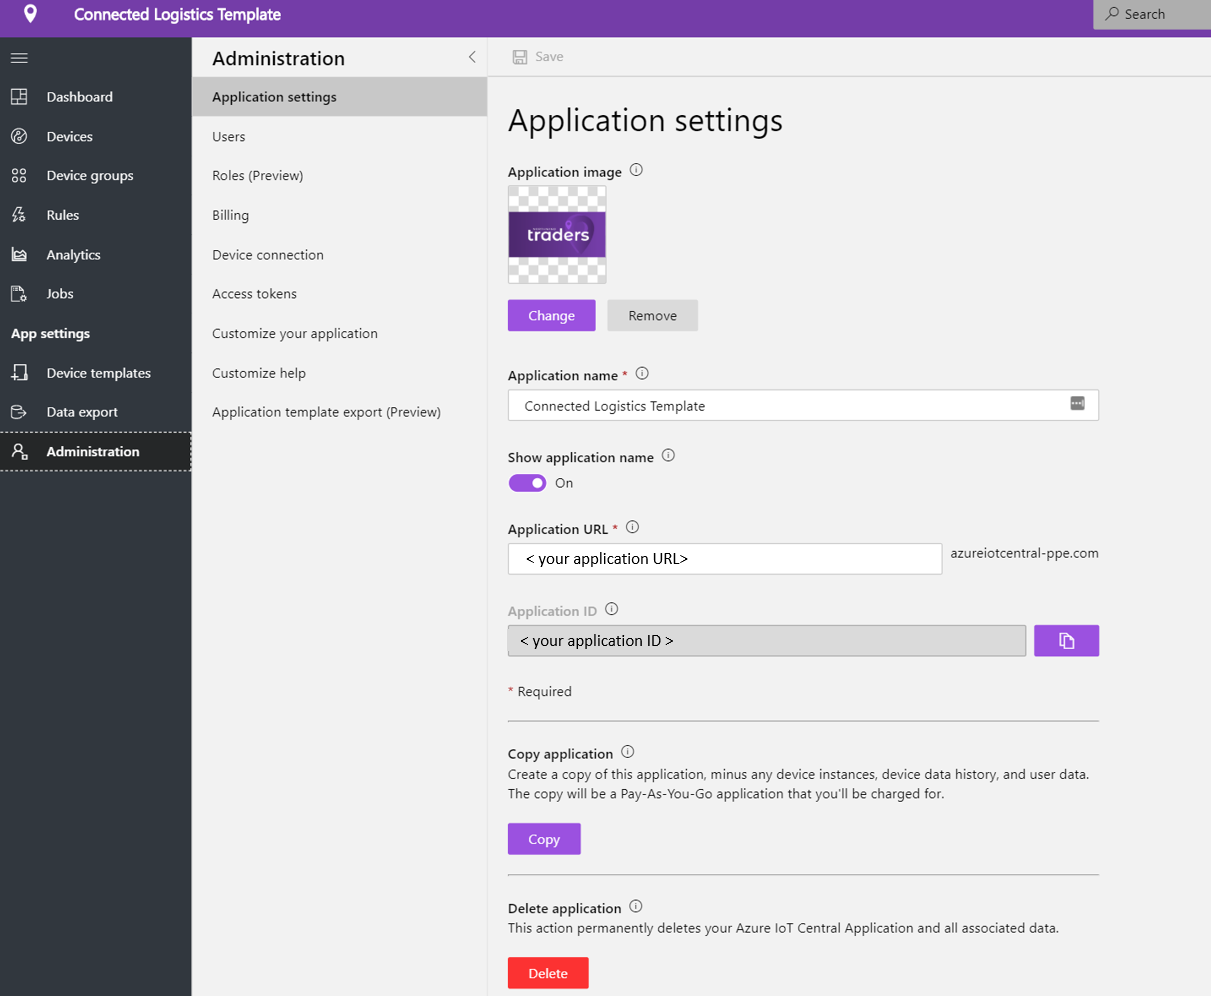 Connected Logistics Template
Search
Dashboard
Devices
Device groups
Rules
Analytics
Jobs
App settings
Device templates
Data export
Administration
Administration
Application settings
Users
Roles (Preview)
Billing
Device connection
Access tokens
Customize your application
Customize help
Application template export (Preview)
Save
Application settings
Application image
traders
Change
Remove
Application name *
Connected Logistics Template
Show application name
On
Application URL *
< your application URL>
azureiotcentral-ppe.com
Application ID
< your application ID >
* Required
Copy application
Create a copy of this application, minus any device instances, device data history, and user data.
The copy will be a Pay-As-You-Go application that you'll be charged for.
Copy
Delete application
This action permanently deletes your Azure IoT Central Application and all associated data.
Delete